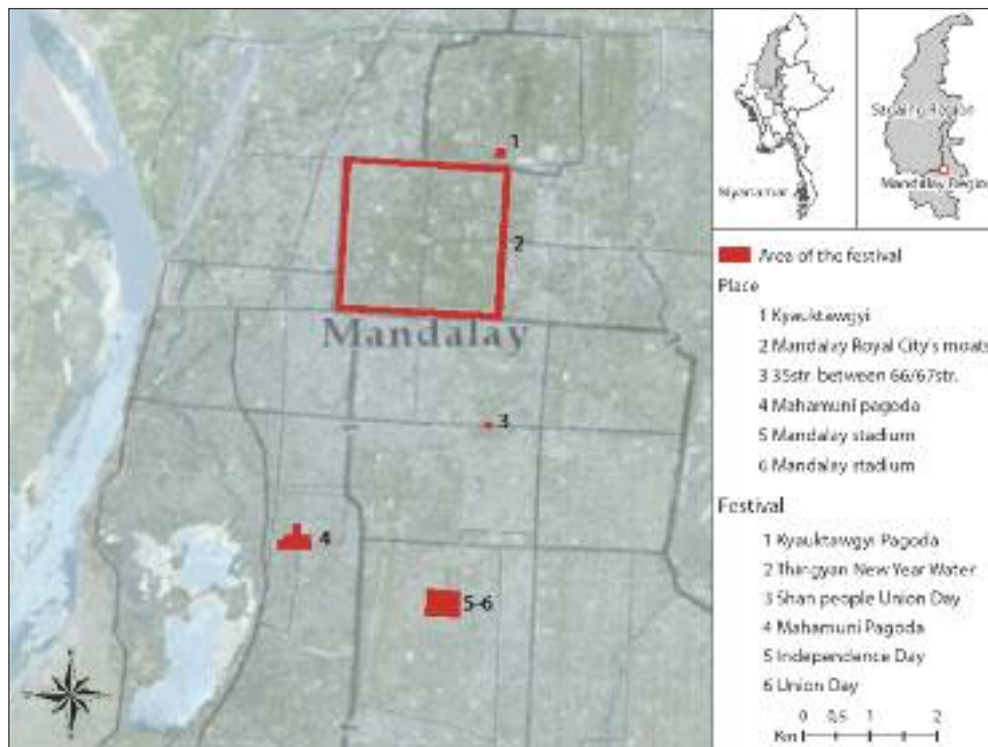 1
2
Mandalay
3
4
5-6
Myanamar
Sagaing Region
Mandalay Region
Area of the festival
Place
1 Kyauktawgyi
2 Mandalay Royal City's moats
3 35str. between 66/67str.
4 Mahamuni pagoda
5 Mandalay stadium
6 Mandalay stadium
Festival
1 Kyauktawgyi Pagoda
2 Thingyan New Year Water
3 Shan people Union Day
4 Mahamuni Pagoda
5 Independence Day
6 Union Day
0 0,5 1 2
Km